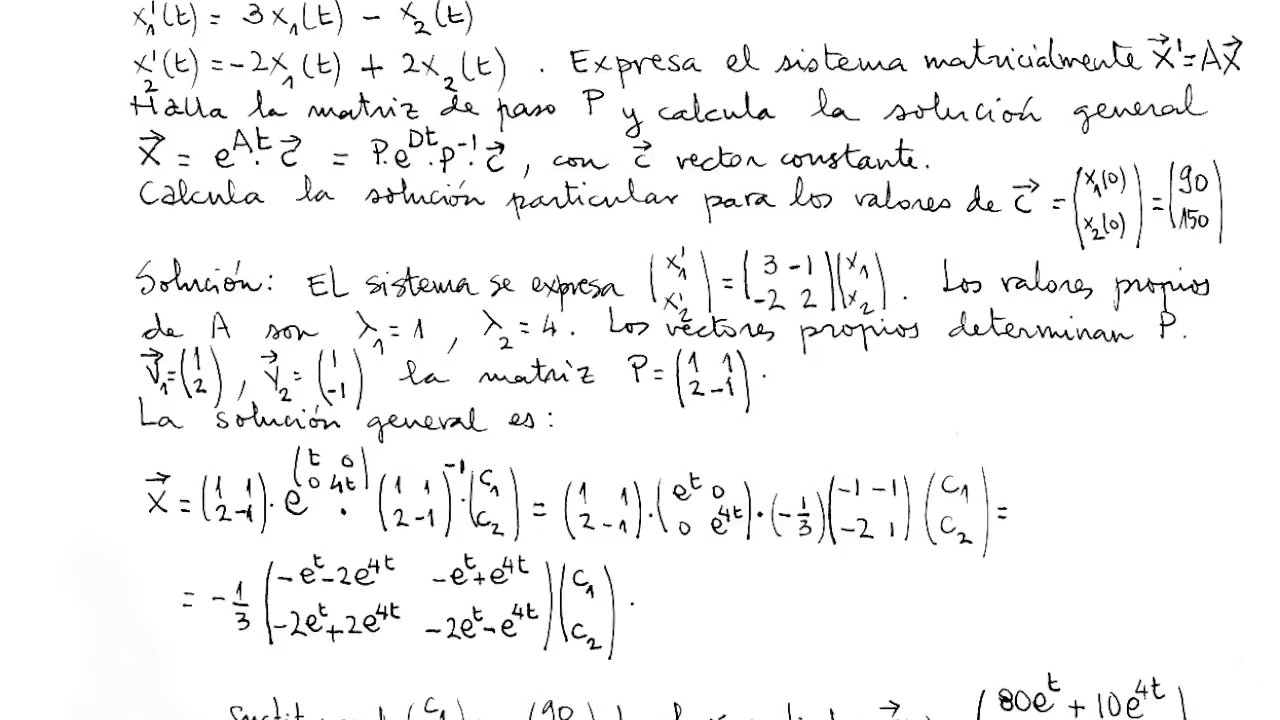 x₁'(t) = 3x₁(t) - x₂(t)
x₂'(t) = -2x₁(t) + 2x₂(t). Expresa el sistema matricialmente X⃗' = AX⃗
Halla la matriz de paso P y calcula la solución general
X⃗ = e^{At}·c⃗ = P·e^{Dt}·P^{-1}·c⃗, con c⃗ vector constante.
Calcula la solución particular para los valores de c⃗ = (x₁(0) ; x₂(0)) = (90 ; 150)
Solución: El sistema se expresa (x₁' ; x₂') = (3 -1 ; -2 2)(x₁ ; x₂). Los valores propios
de A son λ₁ = 1, λ₂ = 4. Los vectores propios determinan P.
V⃗₁ = (1 ; 2), V⃗₂ = (1 ; -1) la matriz P = (1 1 ; 2 -1).
La solución general es:
X⃗ = (1 1 ; 2 -1)·e^{(t 0 ; 0 4t)}·(1 1 ; 2 -1)^{-1}·(c₁ ; c₂) = (1 1 ; 2 -1)·(e^t 0 ; 0 e^{4t})·(-1/3)(-1 -1 ; -2 1)(c₁ ; c₂) =
= -1/3 (-e^t-2e^{4t} -e^t+e^{4t} ; -2e^t+2e^{4t} -2e^t-e^{4t})(c₁ ; c₂).
(c₁ (90 (80e^t + 10e^{4t})